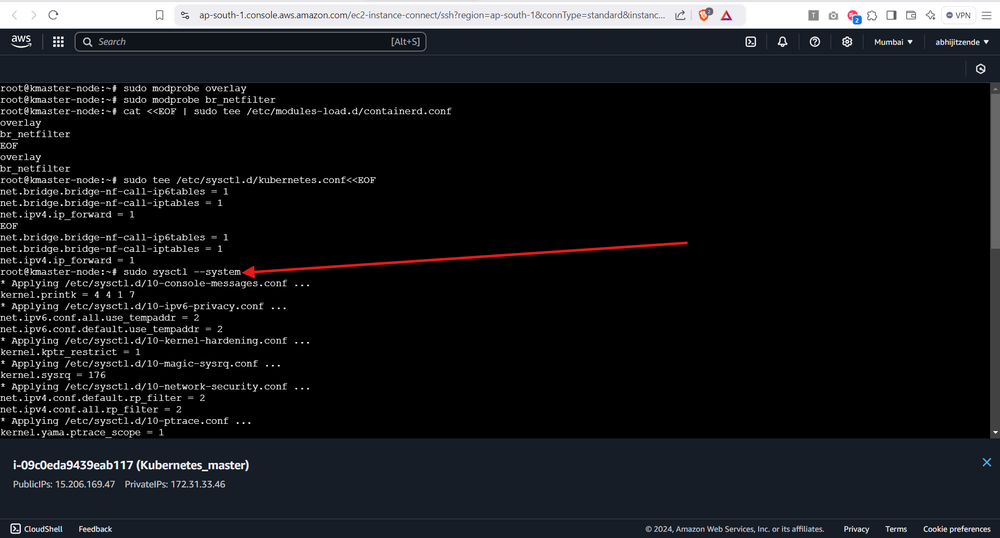 ap-south-1.console.aws.amazon.com/ec2-instance-connect/ssh?region=ap-south-1&connType=standard&instanc...
2
T
2
VPN
aws
Search
[Alt+S]
Mumbai
abhijitzende
root@kmaster-node:~# sudo modprobe overlay
root@kmaster-node:~# sudo modprobe br_netfilter
root@kmaster-node:~# cat <<EOF | sudo tee /etc/modules-load.d/containerd.conf
overlay
br_netfilter
EOF
overlay
br_netfilter
root@kmaster-node:~# sudo tee /etc/sysctl.d/kubernetes.conf<<EOF
net.bridge.bridge-nf-call-ip6tables = 1
net.bridge.bridge-nf-call-iptables = 1
net.ipv4.ip_forward = 1
EOF
net.bridge.bridge-nf-call-ip6tables = 1
net.bridge.bridge-nf-call-iptables = 1
net.ipv4.ip_forward = 1
root@kmaster-node:~# sudo sysctl --system
* Applying /etc/sysctl.d/10-console-messages.conf ...
kernel.printk = 4 4 1 7
* Applying /etc/sysctl.d/10-ipv6-privacy.conf ...
net.ipv6.conf.all.use_tempaddr = 2
net.ipv6.conf.default.use_tempaddr = 2
* Applying /etc/sysctl.d/10-kernel-hardening.conf ...
kernel.kptr_restrict = 1
* Applying /etc/sysctl.d/10-magic-sysrq.conf ...
kernel.sysrq = 176
* Applying /etc/sysctl.d/10-network-security.conf ...
net.ipv4.conf.default.rp_filter = 2
net.ipv4.conf.all.rp_filter = 2
* Applying /etc/sysctl.d/10-ptrace.conf ...
kernel.yama.ptrace_scope = 1
i-09c0eda9439eab117 (Kubernetes_master)
PublicIPs: 15.206.169.47 PrivateIPs: 172.31.33.46
CloudShell Feedback © 2024, Amazon Web Services, Inc. or its affiliates. Privacy Terms Cookie preferences